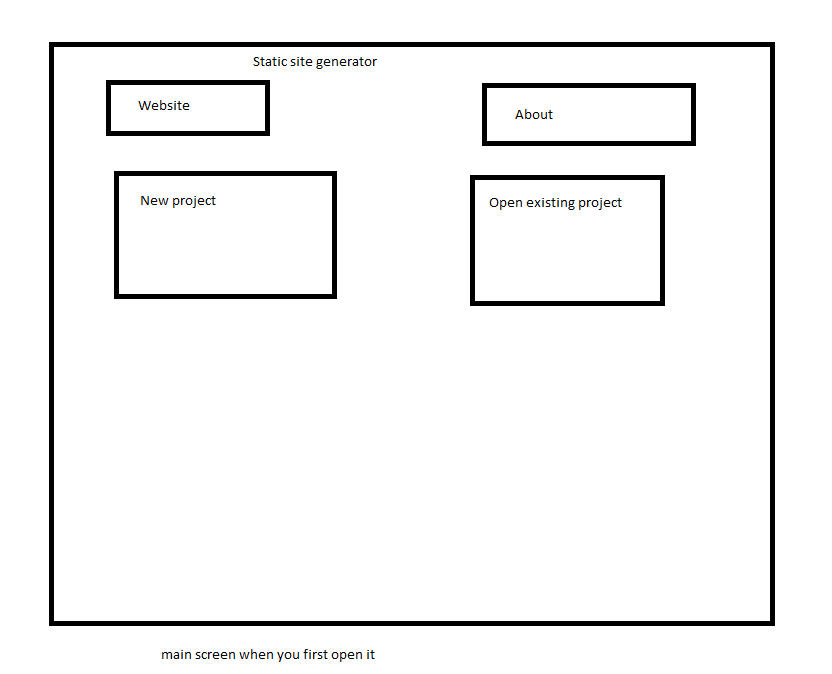 Static site generator
Website
About
New project
Open existing project
main screen when you first open it